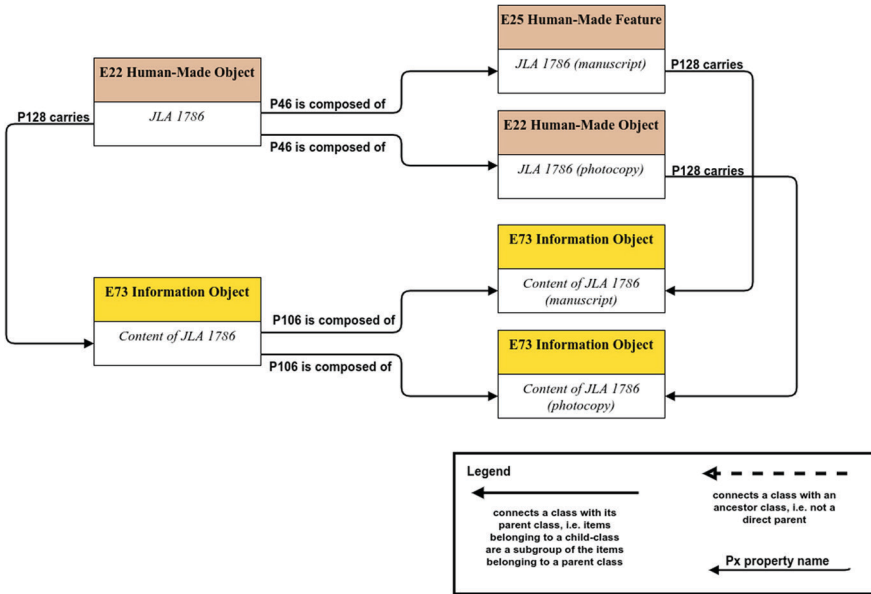 E25 Human-Made Feature
JLA 1786 (manuscript)
E22 Human-Made Object
JLA 1786
P128 carries
P46 is composed of
P46 is composed of
P128 carries
E22 Human-Made Object
JLA 1786 (photocopy)
P128 carries
E73 Information Object
Content of JLA 1786
(manuscript)
E73 Information Object
Content of JLA 1786
P106 is composed of
P106 is composed of
E73 Information Object
Content of JLA 1786
(photocopy)
Legend
connects a class with its
parent class, i.e. items
belonging to a child-class
are a subgroup of the items
belonging to a parent class
connects a class with an
ancestor class, i.e. not a
direct parent
Px property name